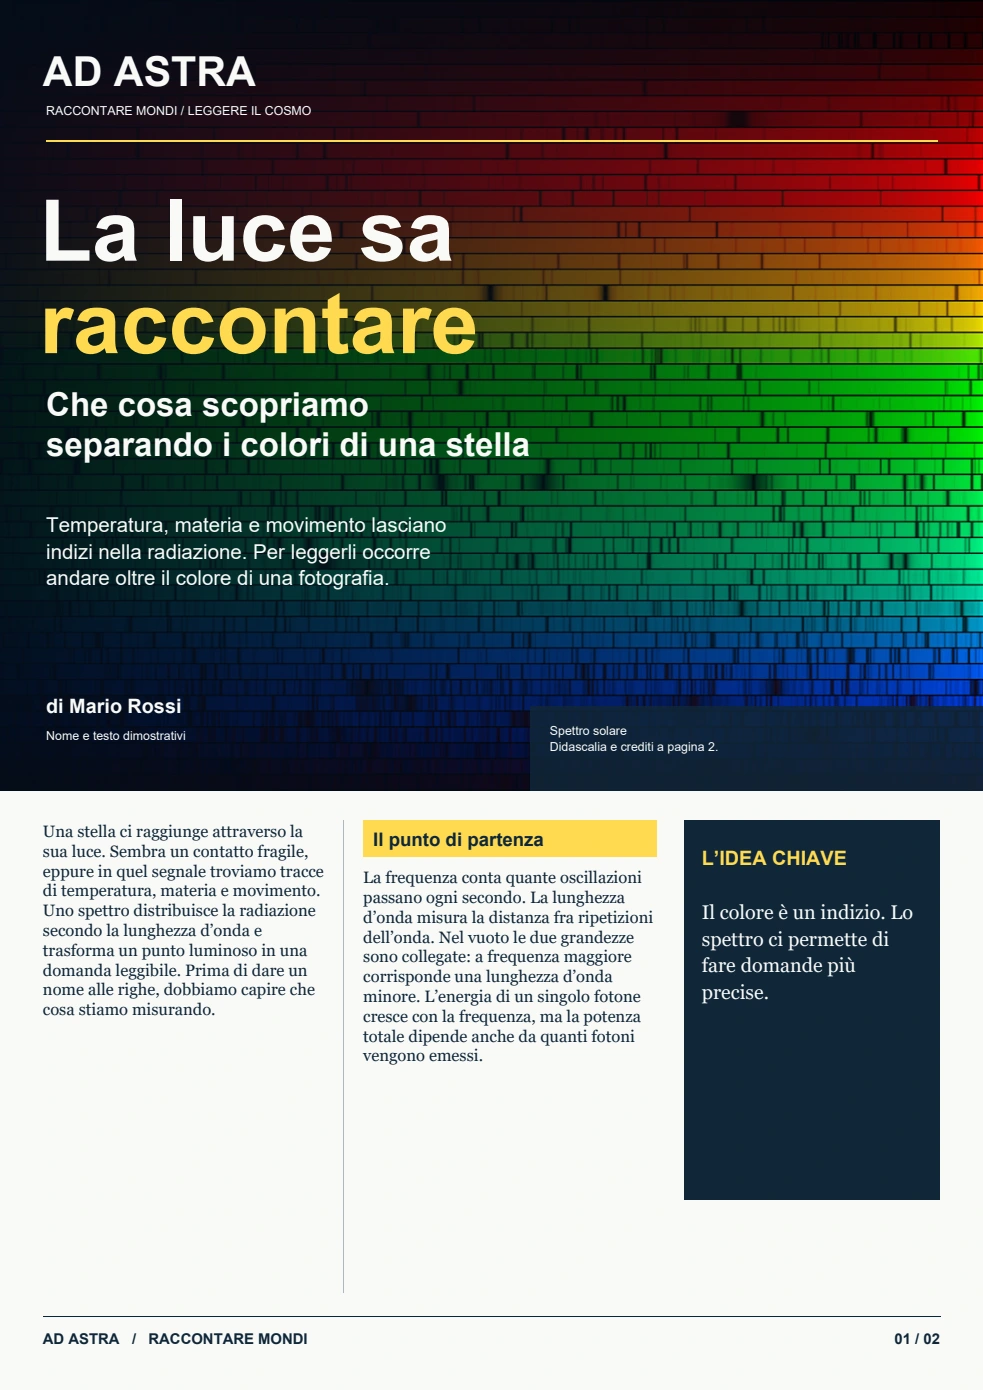 AD ASTRA
RACCONTARE MONDI / LEGGERE IL COSMO
La luce sa
raccontare
Che cosa scopriamo
separando i colori di una stella
Temperatura, materia e movimento lasciano
indizi nella radiazione. Per leggerli occorre
andare oltre il colore di una fotografia.
di Mario Rossi
Nome e testo dimostrativi
Spettro solare
Didascalia e crediti a pagina 2.
Una stella ci raggiunge attraverso la
sua luce. Sembra un contatto fragile,
eppure in quel segnale troviamo tracce
di temperatura, materia e movimento.
Uno spettro distribuisce la radiazione
secondo la lunghezza d’onda e
trasforma un punto luminoso in una
domanda leggibile. Prima di dare un
nome alle righe, dobbiamo capire che
cosa stiamo misurando.
Il punto di partenza
La frequenza conta quante oscillazioni
passano ogni secondo. La lunghezza
d’onda misura la distanza fra ripetizioni
dell’onda. Nel vuoto le due grandezze
sono collegate: a frequenza maggiore
corrisponde una lunghezza d’onda
minore. L’energia di un singolo fotone
cresce con la frequenza, ma la potenza
totale dipende anche da quanti fotoni
vengono emessi.
L’IDEA CHIAVE
Il colore è un indizio. Lo
spettro ci permette di
fare domande più
precise.
AD ASTRA / RACCONTARE MONDI
01 / 02